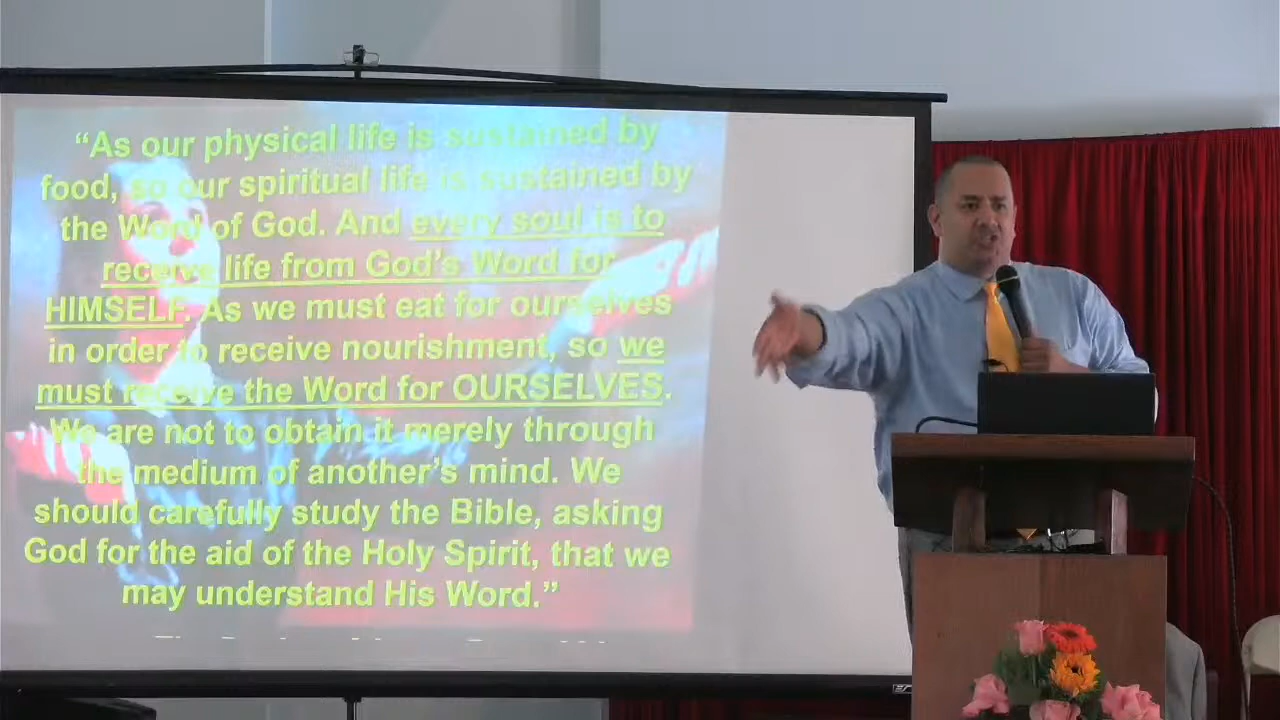 “As our physical life is sustained by
food, so our spiritual life is sustained by
the Word of God. And every soul is to
receive life from God’s Word for
HIMSELF. As we must eat for ourselves
in order to receive nourishment, so we
must receive the Word for OURSELVES.
We are not to obtain it merely through
the medium of another’s mind. We
should carefully study the Bible, asking
God for the aid of the Holy Spirit, that we
may understand His Word.”